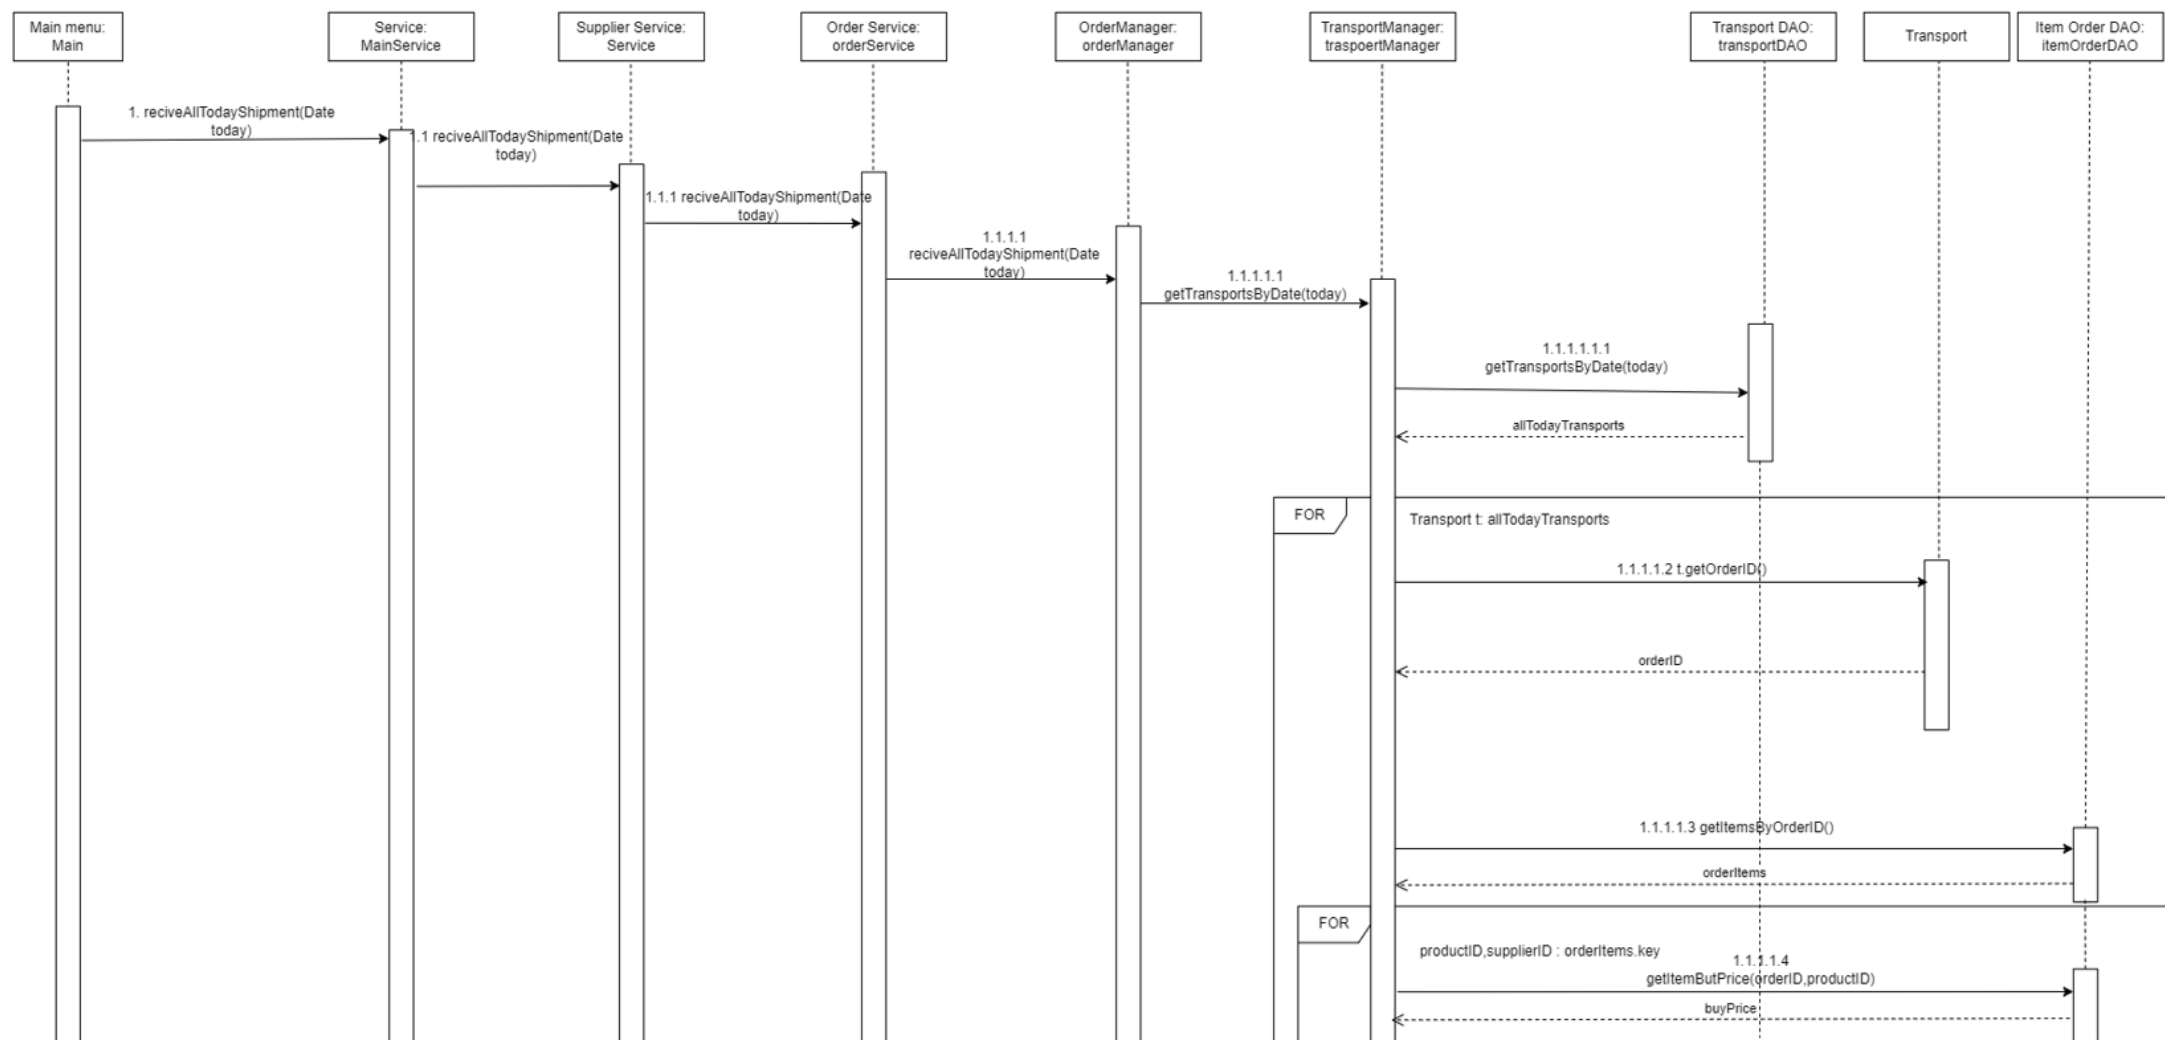 Main menu:
Main
Service:
MainService
Supplier Service:
Service
Order Service:
orderService
OrderManager:
orderManager
TransportManager:
traspoertManager
Transport DAO:
transportDAO
Transport
Item Order DAO:
itemOrderDAO
1. reciveAllTodayShipment(Date
today)
1.1 reciveAllTodayShipment(Date
today)
1.1.1 reciveAllTodayShipment(Date
today)
1.1.1.1
reciveAllTodayShipment(Date
today)
1.1.1.1.1
getTransportsByDate(today)
1.1.1.1.1.1
getTransportsByDate(today)
allTodayTransports
FOR
Transport t: allTodayTransports
1.1.1.1.2 t.getOrderID()
orderID
1.1.1.1.3 getItemsByOrderID()
orderItems
FOR
productID,supplierID : orderItems.key
1.1.1.1.4
getItemButPrice(orderID,productID)
buyPrice